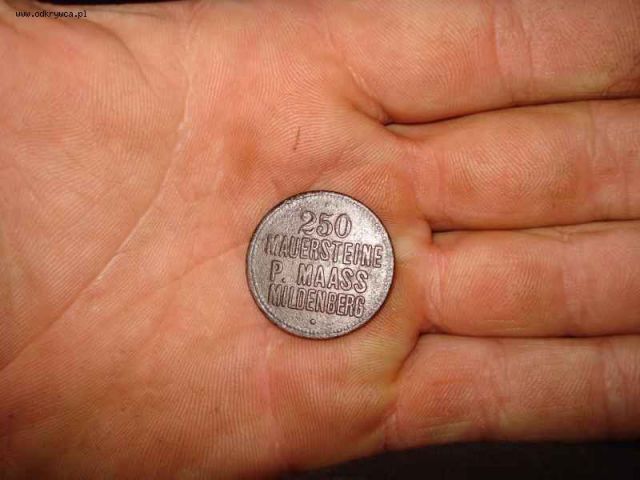 www.odkrywca.pl
250
MAUERSTEINE
P. MAASS
MILDENBERG